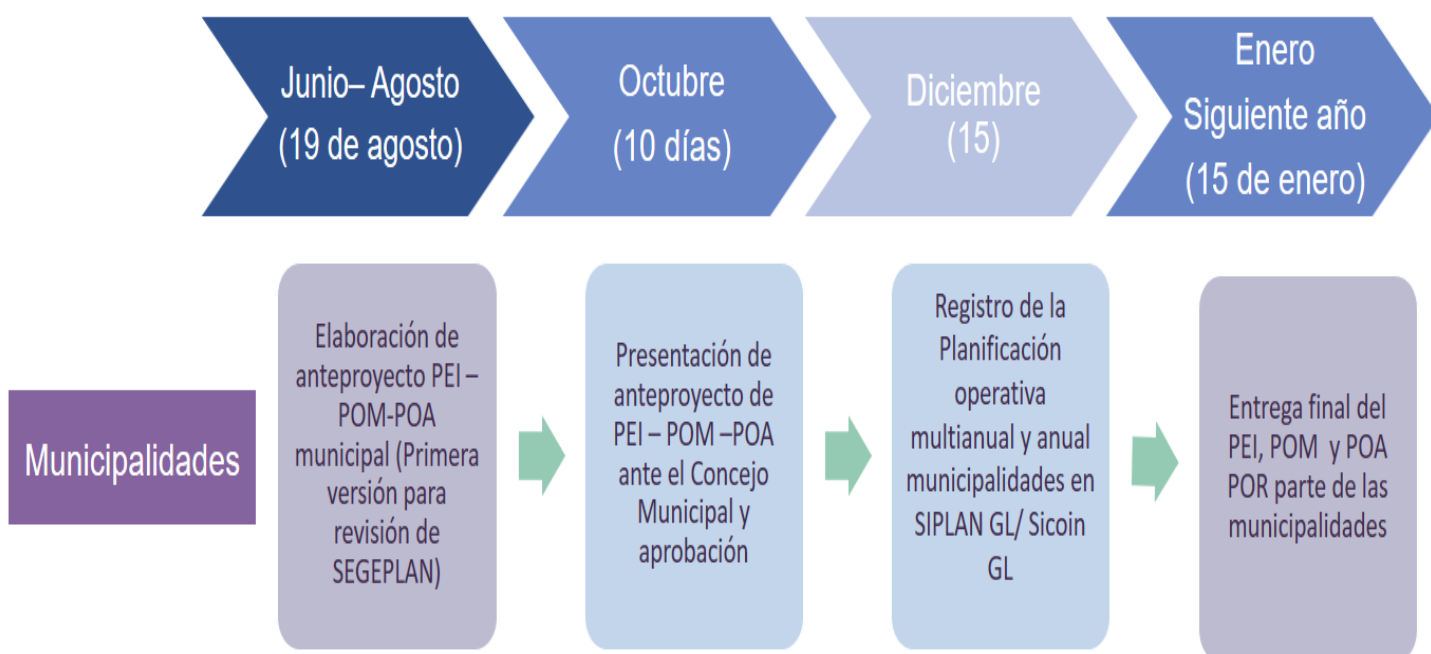 Junio– Agosto
(19 de agosto)
Octubre
(10 días)
Diciembre
(15)
Enero
Siguiente año
(15 de enero)
Municipalidades
Elaboración de
anteproyecto PEI –
POM-POA
municipal (Primera
versión para
revisión de
SEGEPLAN)
Presentación de
anteproyecto de
PEI – POM –POA
ante el Concejo
Municipal y
aprobación
Registro de la
Planificación
operativa
multianual y anual
municipalidades en
SIPLAN GL/ Sicoin
GL
Entrega final del
PEI, POM y POA
POR parte de las
municipalidades